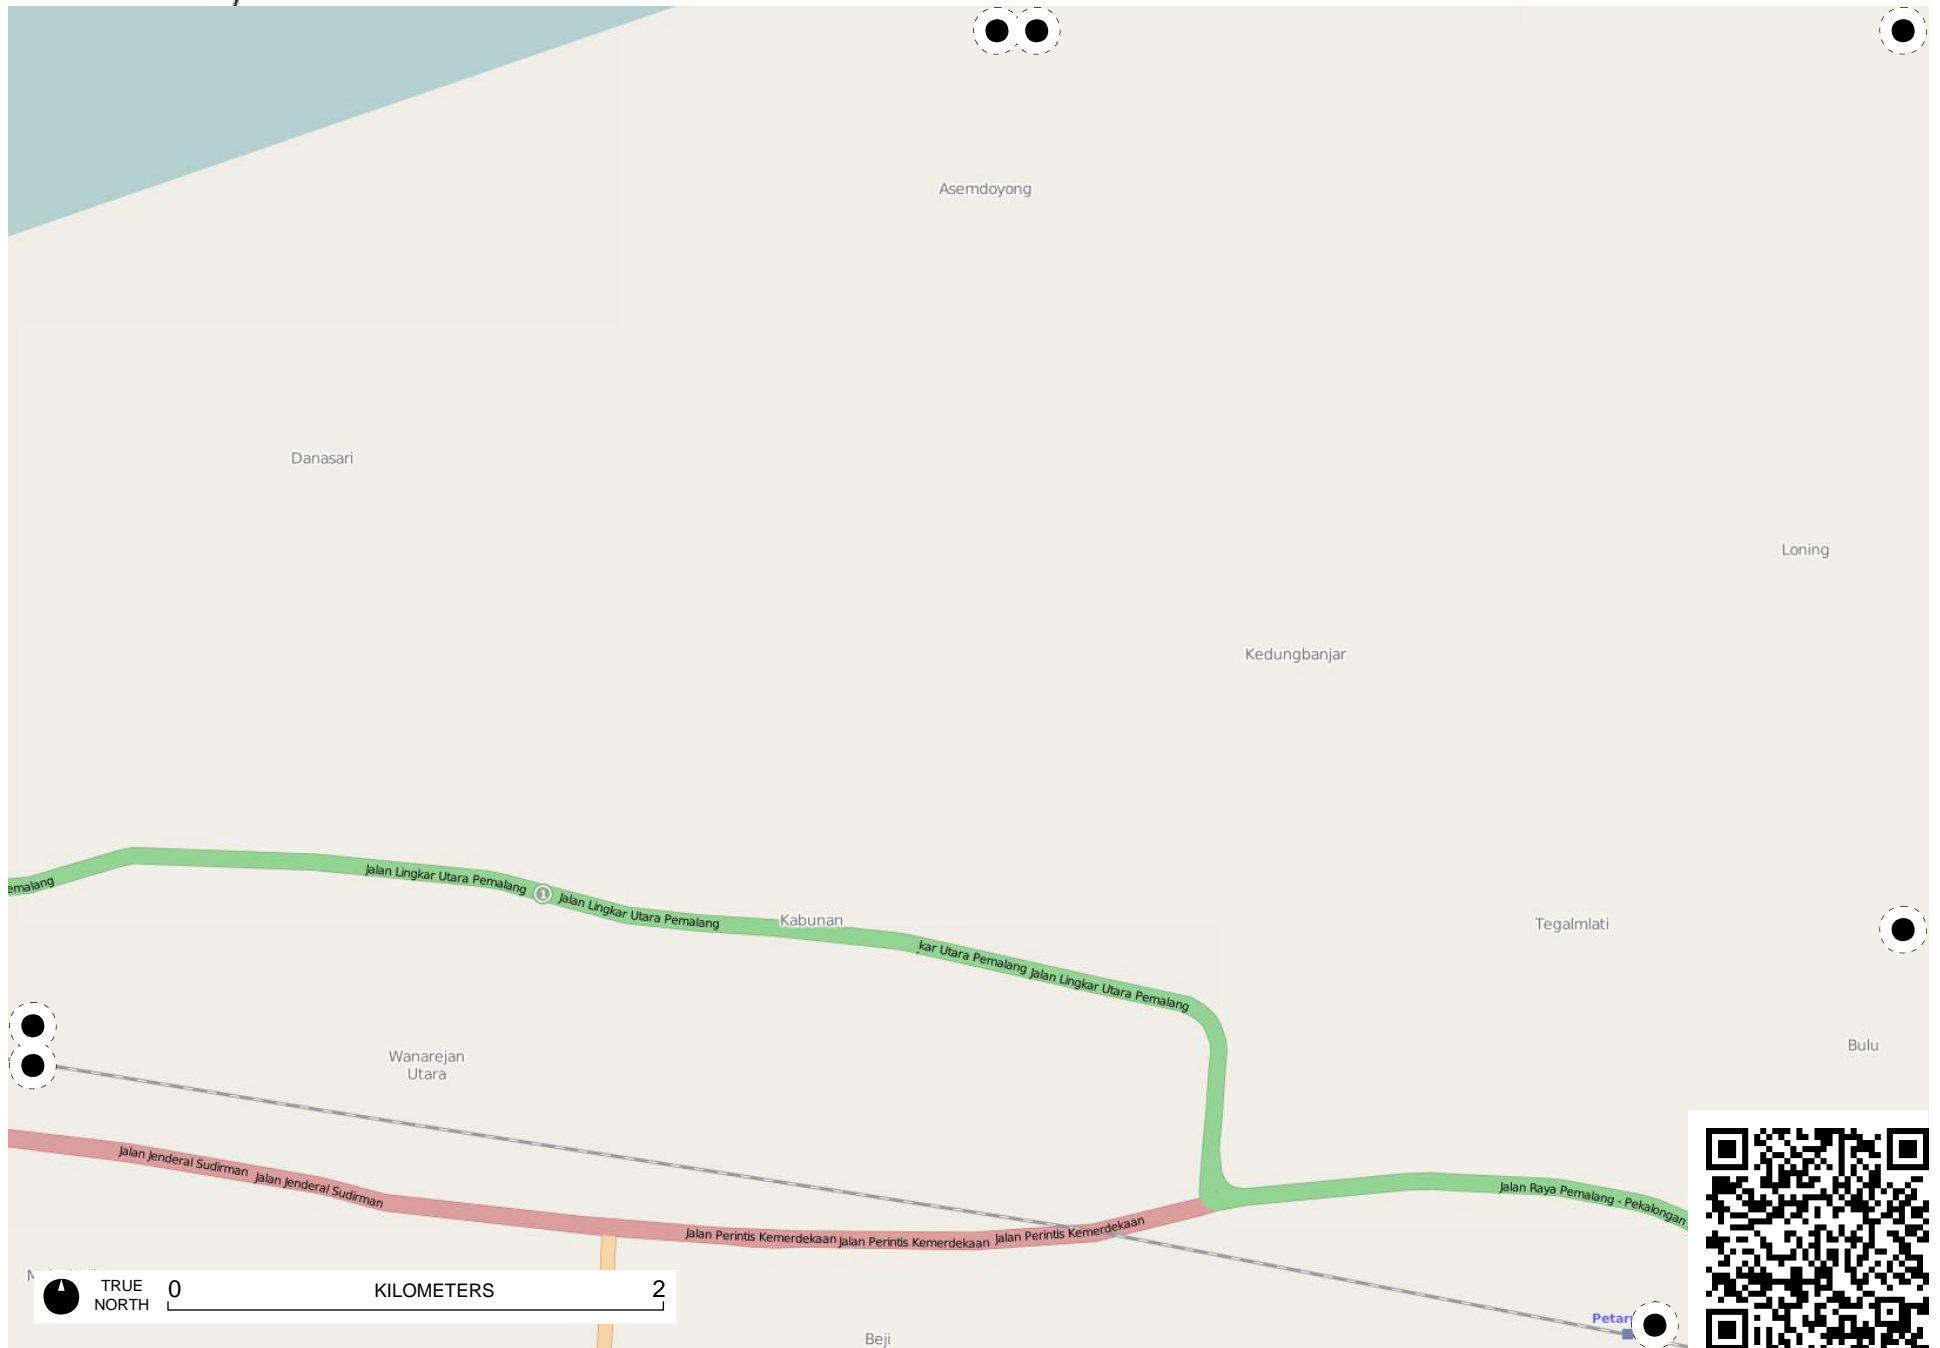 Asemdoyong
Danasari
Loning
Kedungbanjar
emalang
Jalan Lingkar Utara Pemalang
1
Jalan Lingkar Utara Pemalang
Kabunan
kar Utara Pemalang
Jalan Lingkar Utara Pemalang
Tegalmlati
Wanarejan
Utara
Bulu
Jalan Jenderal Sudirman
Jalan Jenderal Sudirman
Jalan Perintis Kemerdekaan
Jalan Perintis Kemerdekaan
Jalan Perintis Kemerdekaan
Jalan Raya Pemalang - Pekalongan
TRUE
NORTH
0
KILOMETERS
2
Petar
Beji